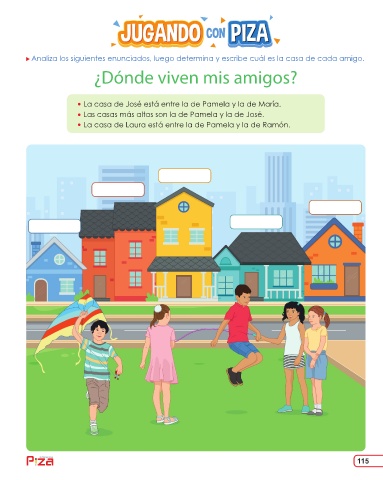 JUGANDO CON PIZA
Analiza los siguientes enunciados, luego determina y escribe cuál es la casa de cada amigo.
¿Dónde viven mis amigos?
• La casa de José está entre la de Pamela y la de María.
• Las casas más altas son la de Pamela y la de José.
• La casa de Laura está entre la de Pamela y la de Ramón.
Piza
115